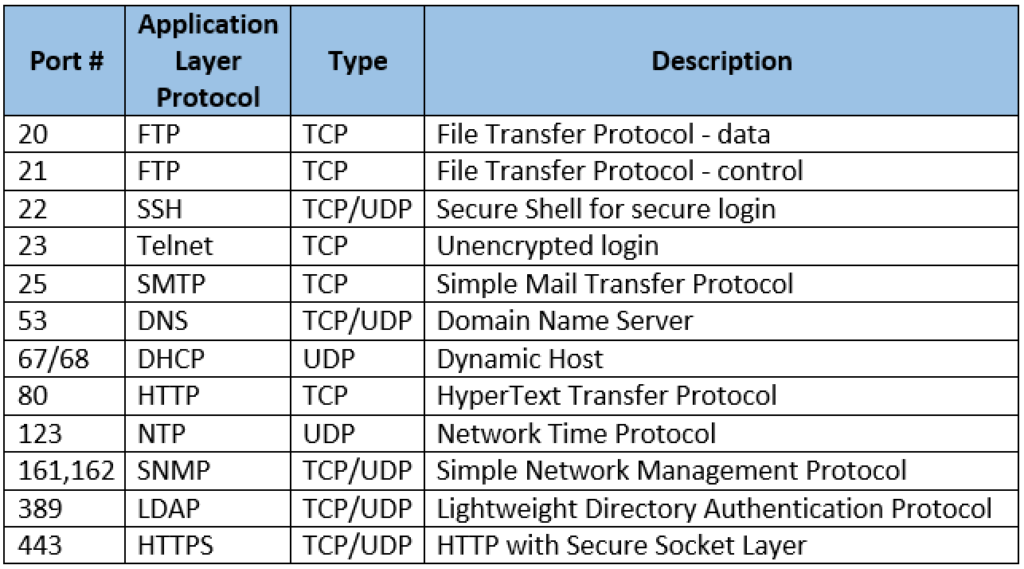 Port # Application Layer Protocol Type Description
20 FTP TCP File Transfer Protocol - data
21 FTP TCP File Transfer Protocol - control
22 SSH TCP/UDP Secure Shell for secure login
23 Telnet TCP Unencrypted login
25 SMTP TCP Simple Mail Transfer Protocol
53 DNS TCP/UDP Domain Name Server
67/68 DHCP UDP Dynamic Host
80 HTTP TCP HyperText Transfer Protocol
123 NTP UDP Network Time Protocol
161,162 SNMP TCP/UDP Simple Network Management Protocol
389 LDAP TCP/UDP Lightweight Directory Authentication Protocol
443 HTTPS TCP/UDP HTTP with Secure Socket Layer